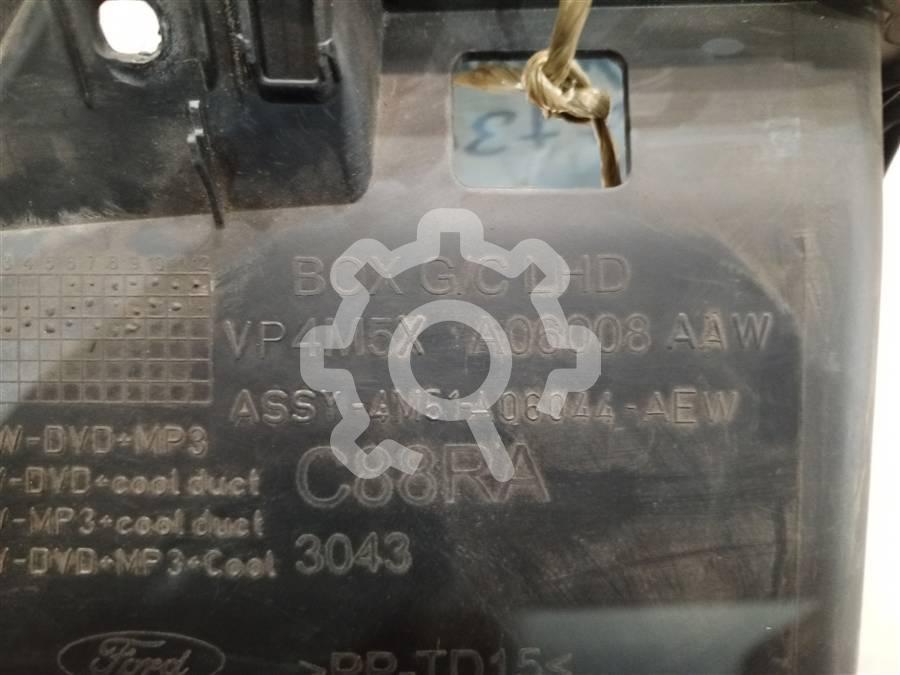 BOX G/C LHD
VP4M5X A06008 AAW
ASSY-4M51-A06044-AEW
W-DVD+MP3
-DVD+cool duct
-MP3+cool duct
-DVD+MP3+Cool
C88RA
3043
Ford
>PP-TD15<